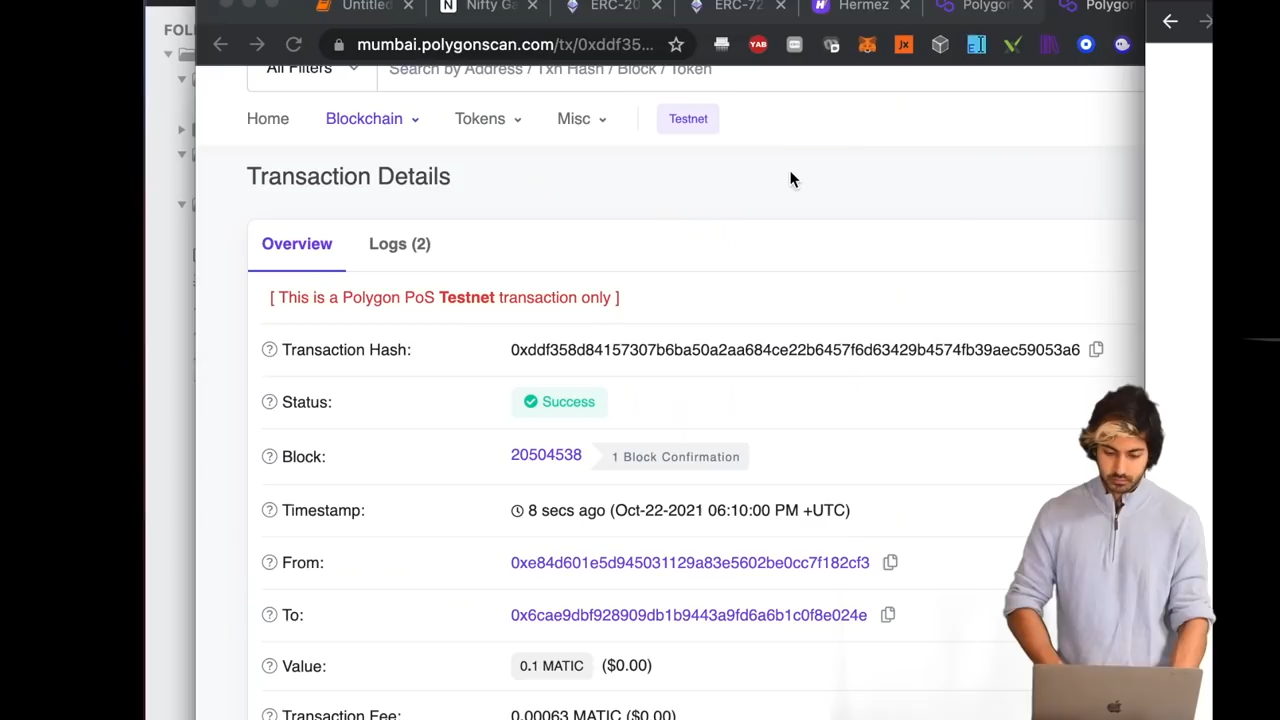 FOL
Untitled
Nifty Ga
ERC-20
ERC-72
Hermez
Polygon
Polygon
mumbai.polygonscan.com/tx/0xddf35...
YAB
Jx
All Filters
Search by Address / Txn Hash / Block / Token
Home
Blockchain
Tokens
Misc
Testnet
Transaction Details
Overview
Logs (2)
[ This is a Polygon PoS Testnet transaction only ]
Transaction Hash:
0xddf358d84157307b6ba50a2aa684ce22b6457f6d63429b4574fb39aec59053a6
Status:
Success
Block:
20504538
1 Block Confirmation
Timestamp:
8 secs ago (Oct-22-2021 06:10:00 PM +UTC)
From:
0xe84d601e5d945031129a83e5602be0cc7f182cf3
To:
0x6cae9dbf928909db1b9443a9fd6a6b1c0f8e024e
Value:
0.1 MATIC
($0.00)
Transaction Fee:
0.00063 MATIC ($0.00)